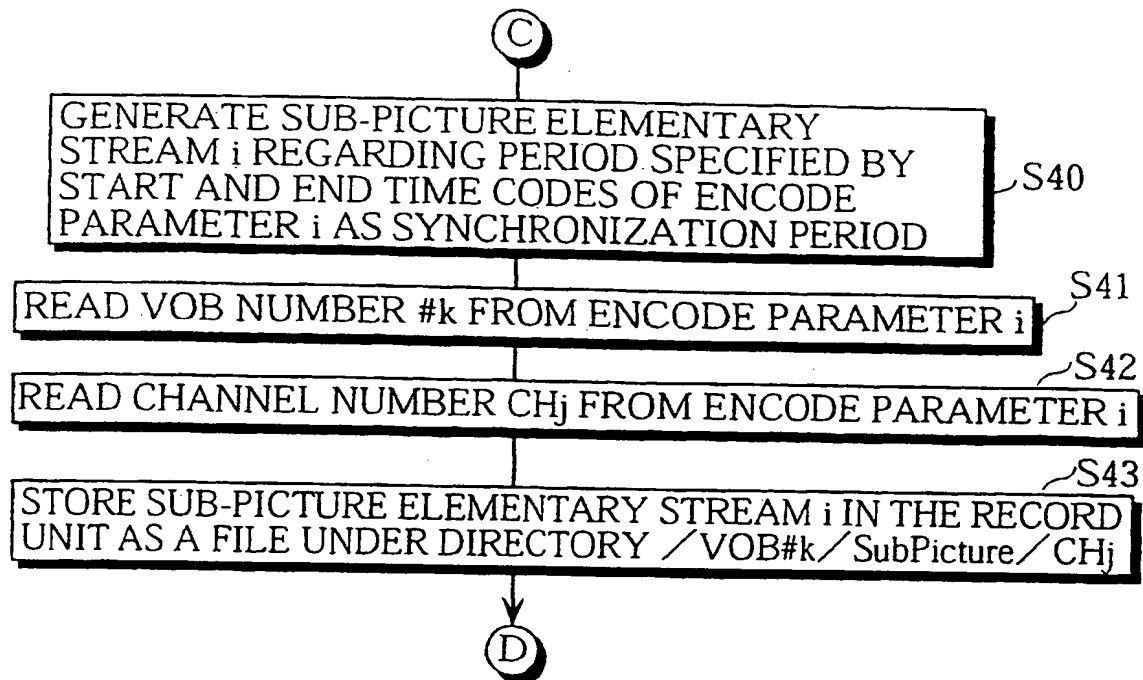 C
GENERATE SUB-PICTURE ELEMENTARY
STREAM i REGARDING PERIOD SPECIFIED BY
START AND END TIME CODES OF ENCODE
PARAMETER i AS SYNCHRONIZATION PERIOD
S40
READ VOB NUMBER #k FROM ENCODE PARAMETER i
S41
READ CHANNEL NUMBER CHj FROM ENCODE PARAMETER i
S42
STORE SUB-PICTURE ELEMENTARY STREAM i IN THE RECORD
UNIT AS A FILE UNDER DIRECTORY /VOB#k/SubPicture/CHj
S43
D